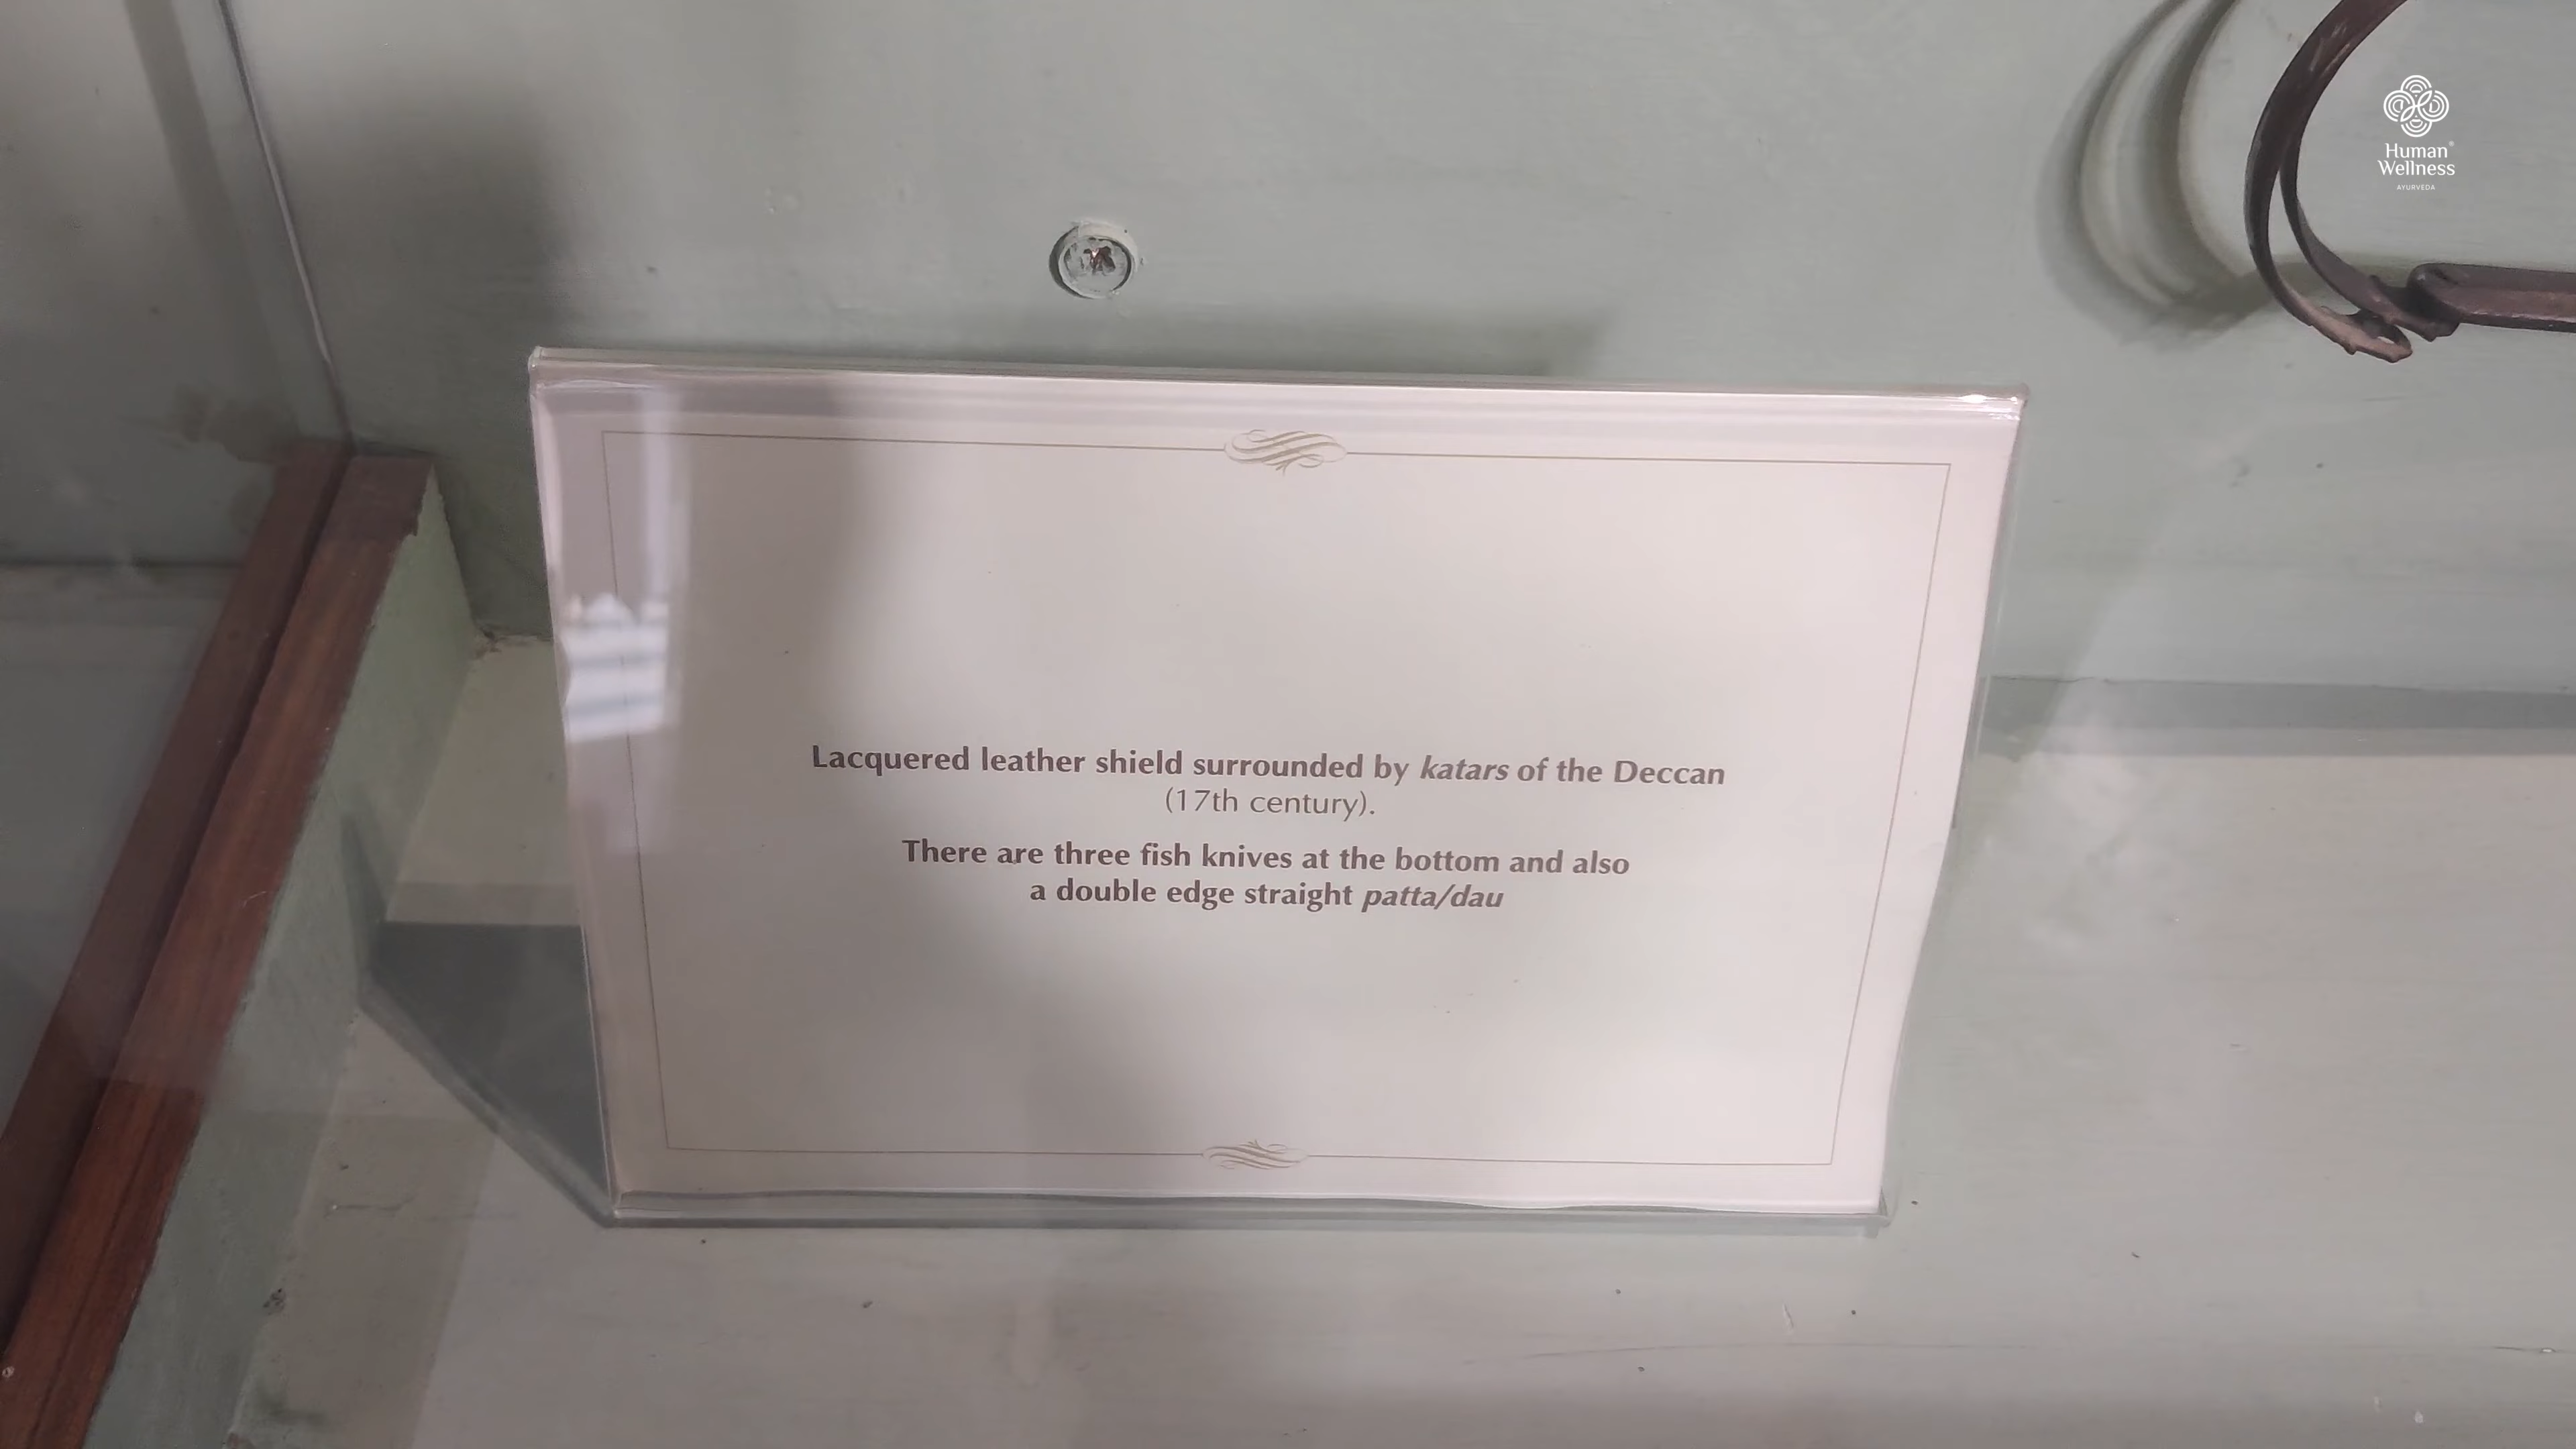 Human
Wellness
AYURVEDA
Lacquered leather shield surrounded by katars of the Deccan
(17th century).
There are three fish knives at the bottom and also
a double edge straight patta/dau